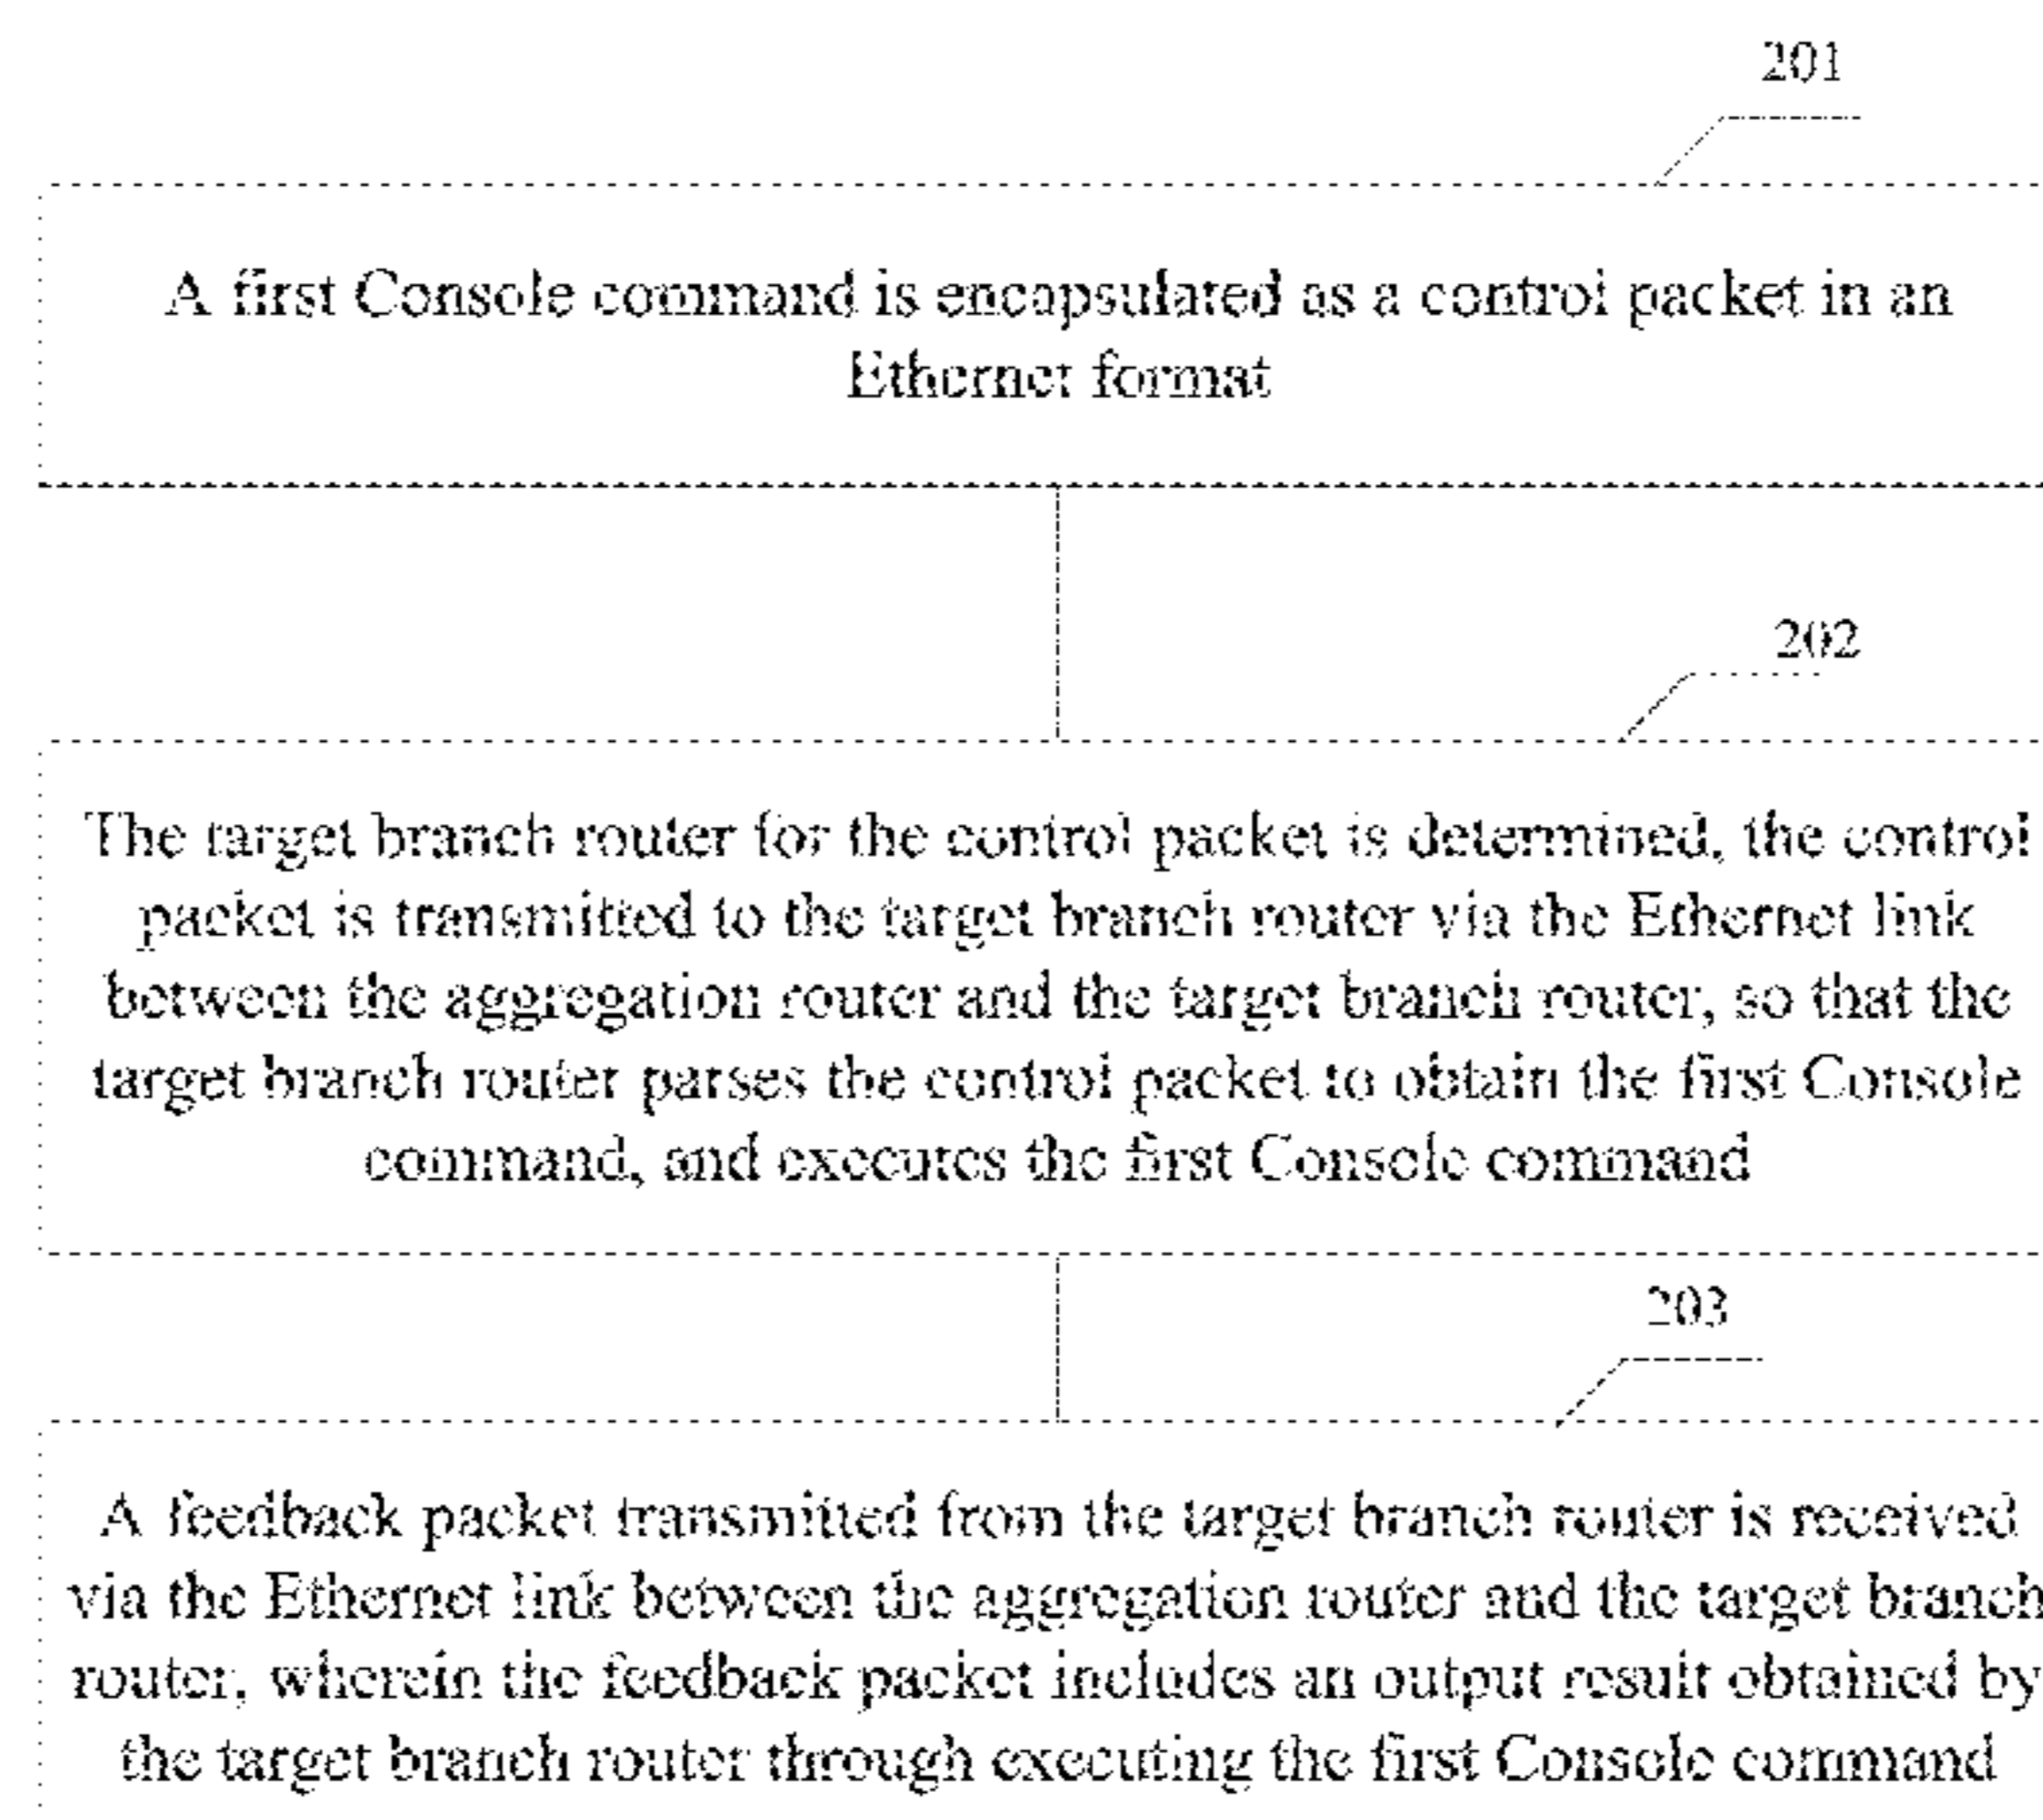 201
A first Console command is encapsulated as a control packet in an
Ethernet format
202
The target branch router for the control packet is determined, the control
packet is transmitted to the target branch router via the Ethernet link
between the aggregation router and the target branch router, so that the
target branch router parses the control packet to obtain the first Console
command, and executes the first Console command
203
A feedback packet transmitted from the target branch router is received
via the Ethernet link between the aggregation router and the target branch
router, wherein the feedback packet includes an output result obtained by
the target branch router through executing the first Console command